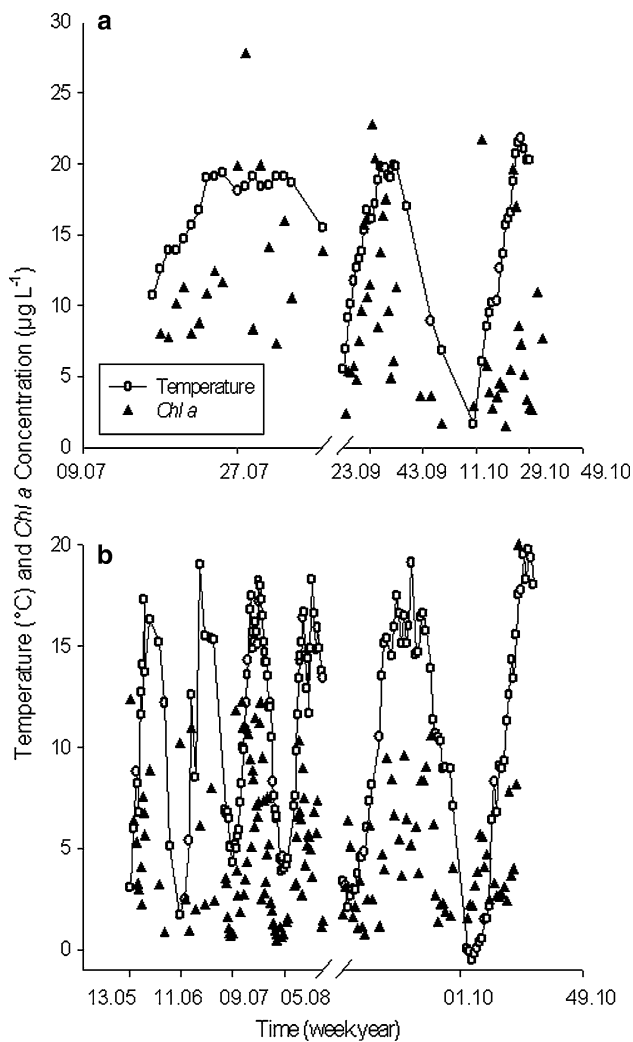 a
30
25
20
15
10
5
0
Temperature
Chl a
09.07 27.07 23.09 43.09 11.10 29.10 49.10
Temperature (°C) and Chl a Concentration (µg L-1)
b
20
15
10
5
0
13.05 11.06 09.07 05.08 01.10 49.10
Time (week.year)